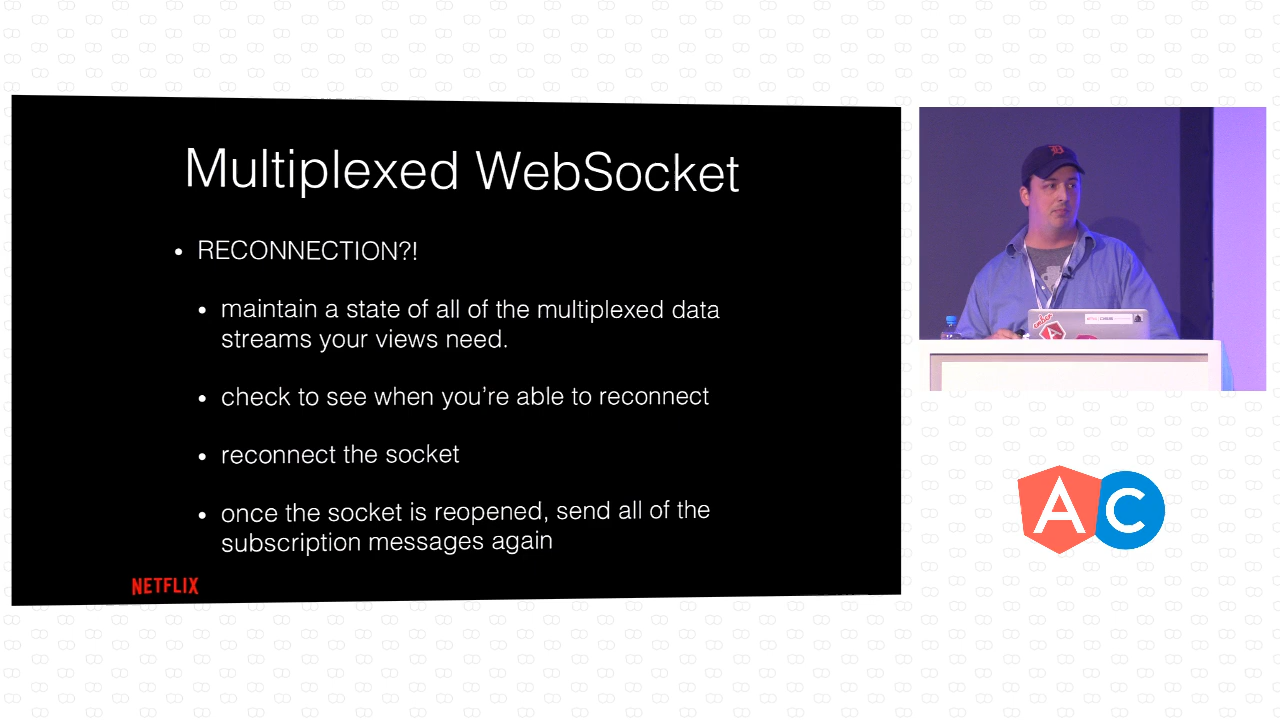 Multiplexed WebSocket
• RECONNECTION?!
• maintain a state of all of the multiplexed data
streams your views need.
• check to see when you’re able to reconnect
• reconnect the socket
• once the socket is reopened, send all of the
subscription messages again
NETFLIX
ember
A
A C